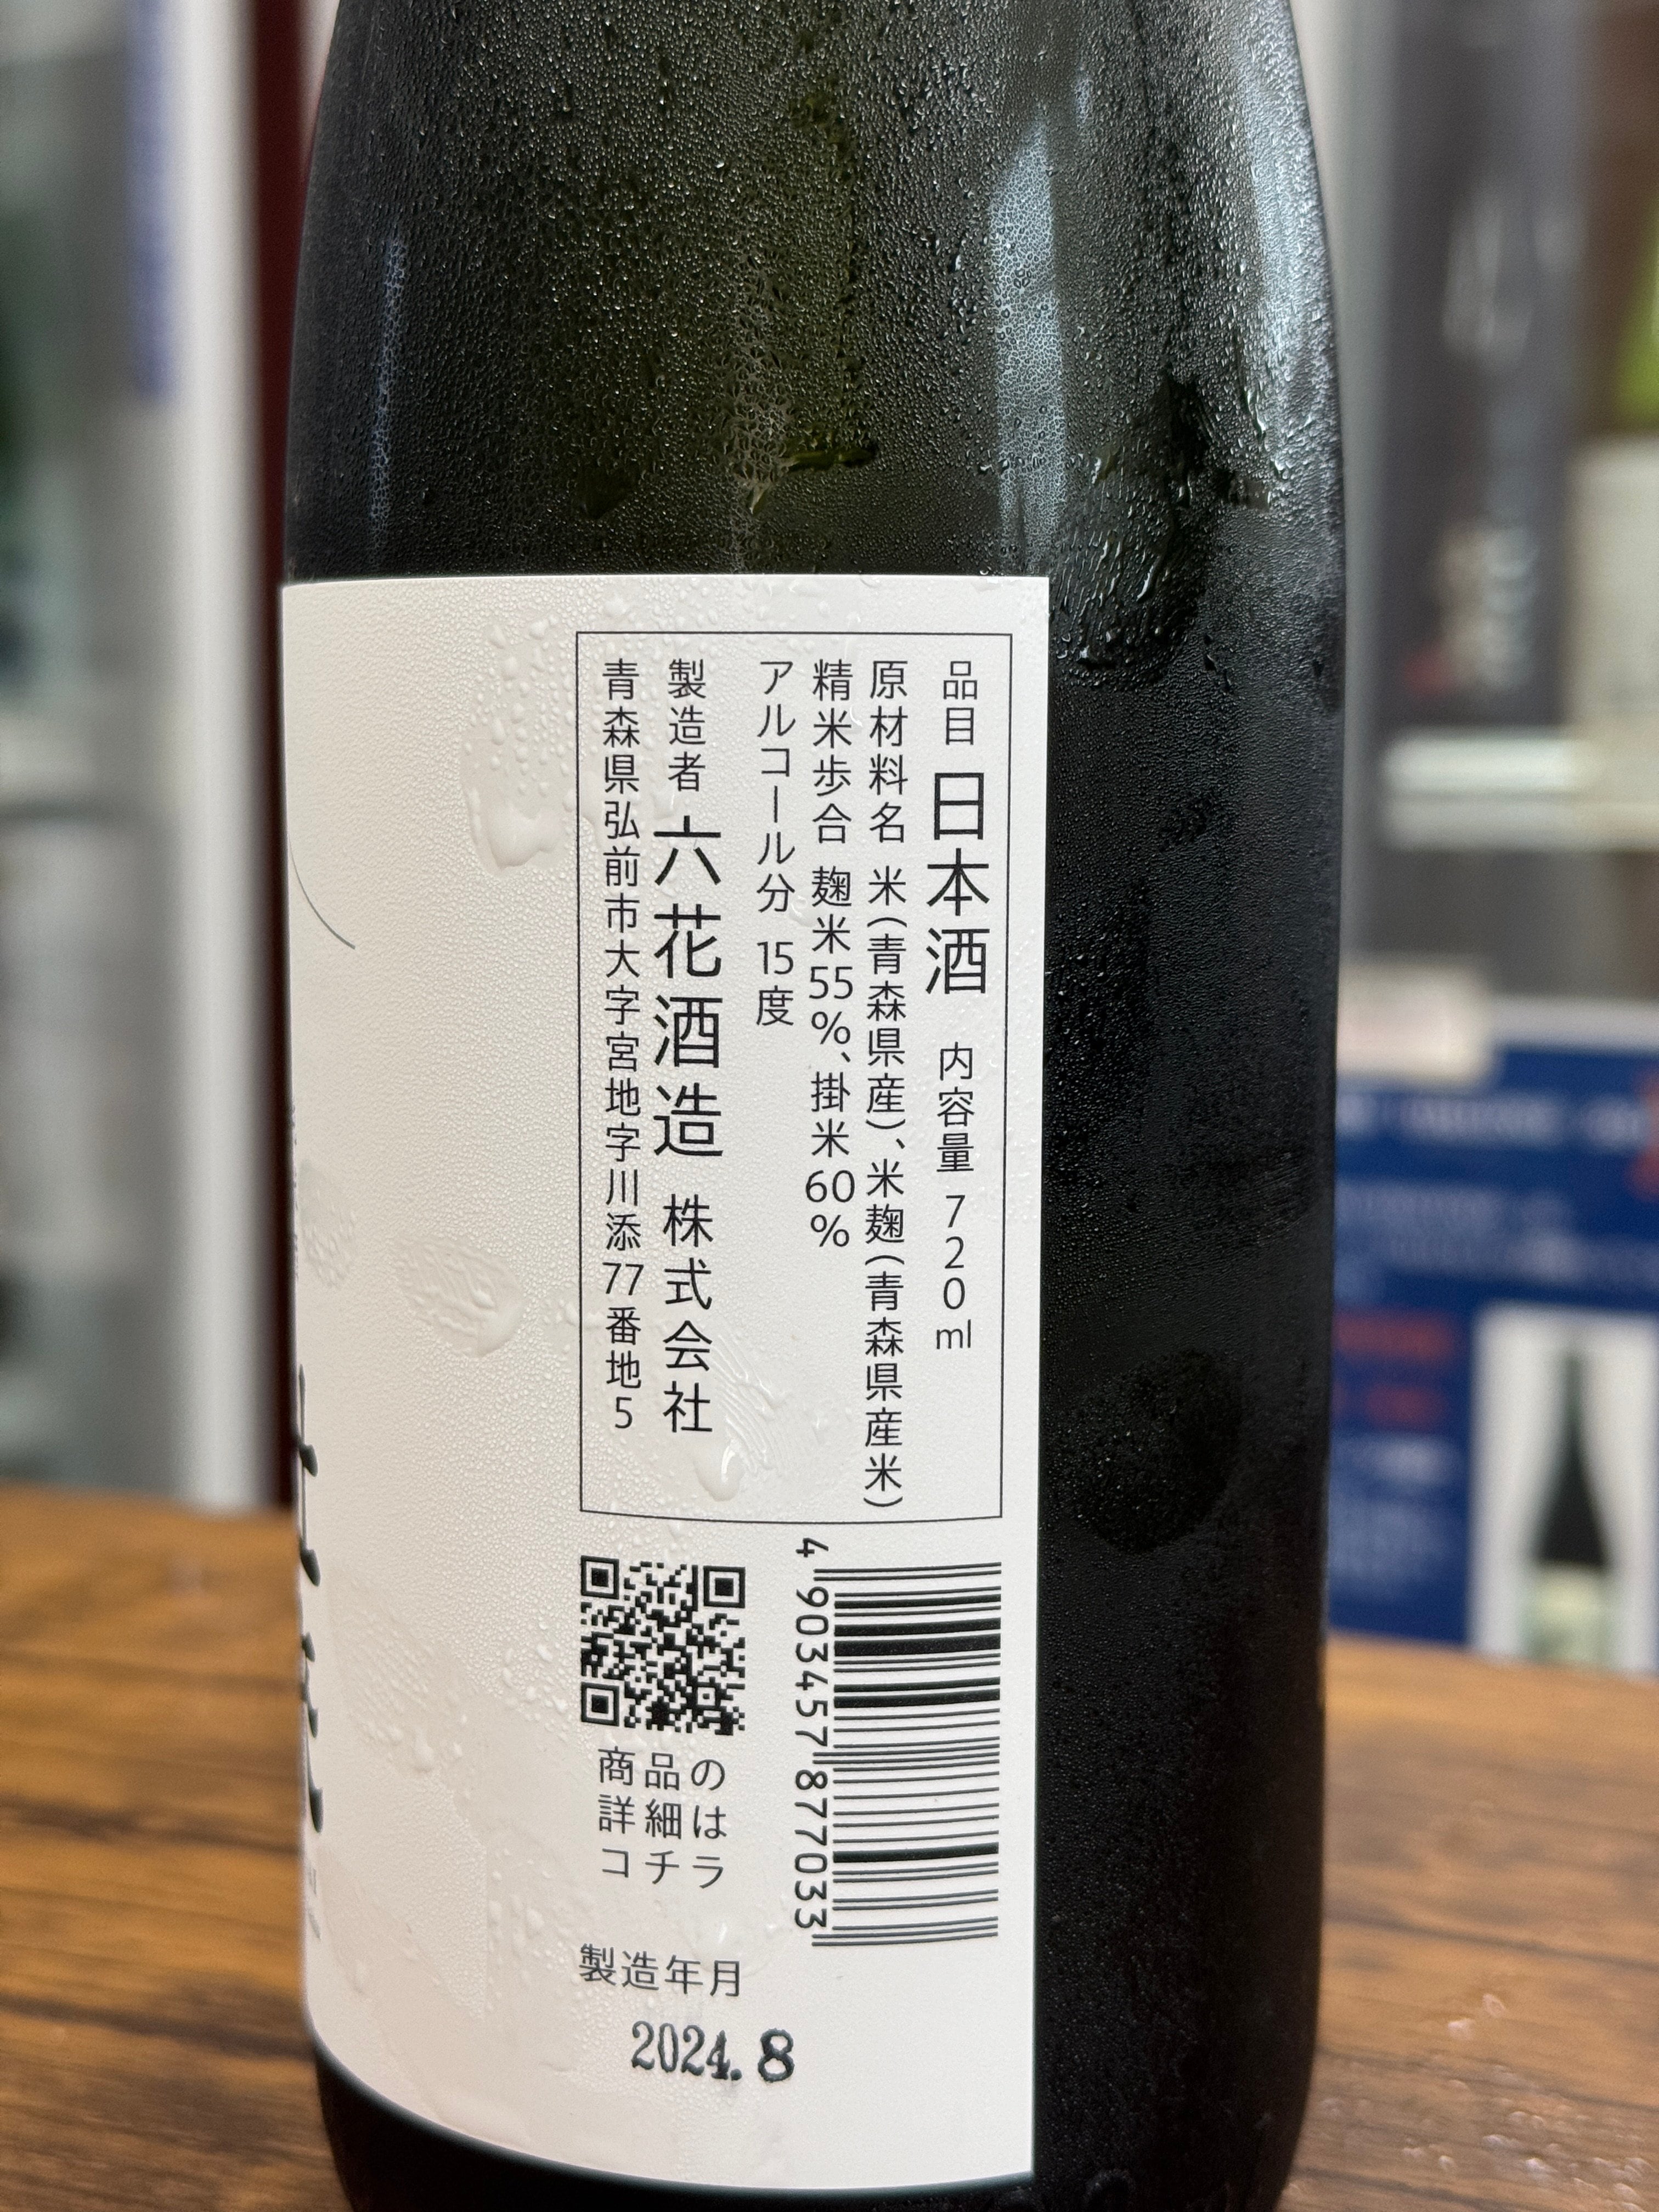 品目 日本酒 内容量 720ml
原材料名 米(青森県産)、米麹(青森県産米)
精米歩合 麹米55%、掛米60%
アルコール分 15度
製造者 六花酒造 株式会社
青森県弘前市大字宮地字川添77番地5
4903457877033
商品の
詳細は
コチラ
製造年月
2024.8